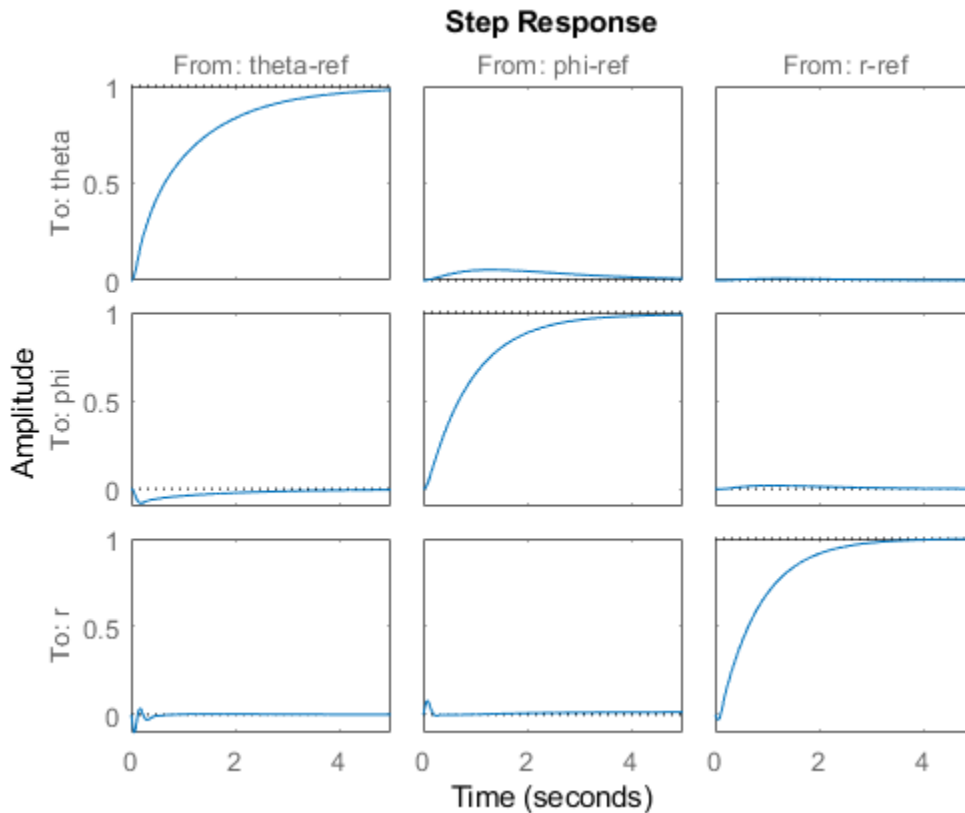 Step Response
From: theta-ref
From: phi-ref
From: r-ref
To: theta
1
0.5
0
Amplitude
To: phi
1
0.5
0
To: r
1
0.5
0
0 2 4
0 2 4
0 2 4
Time (seconds)